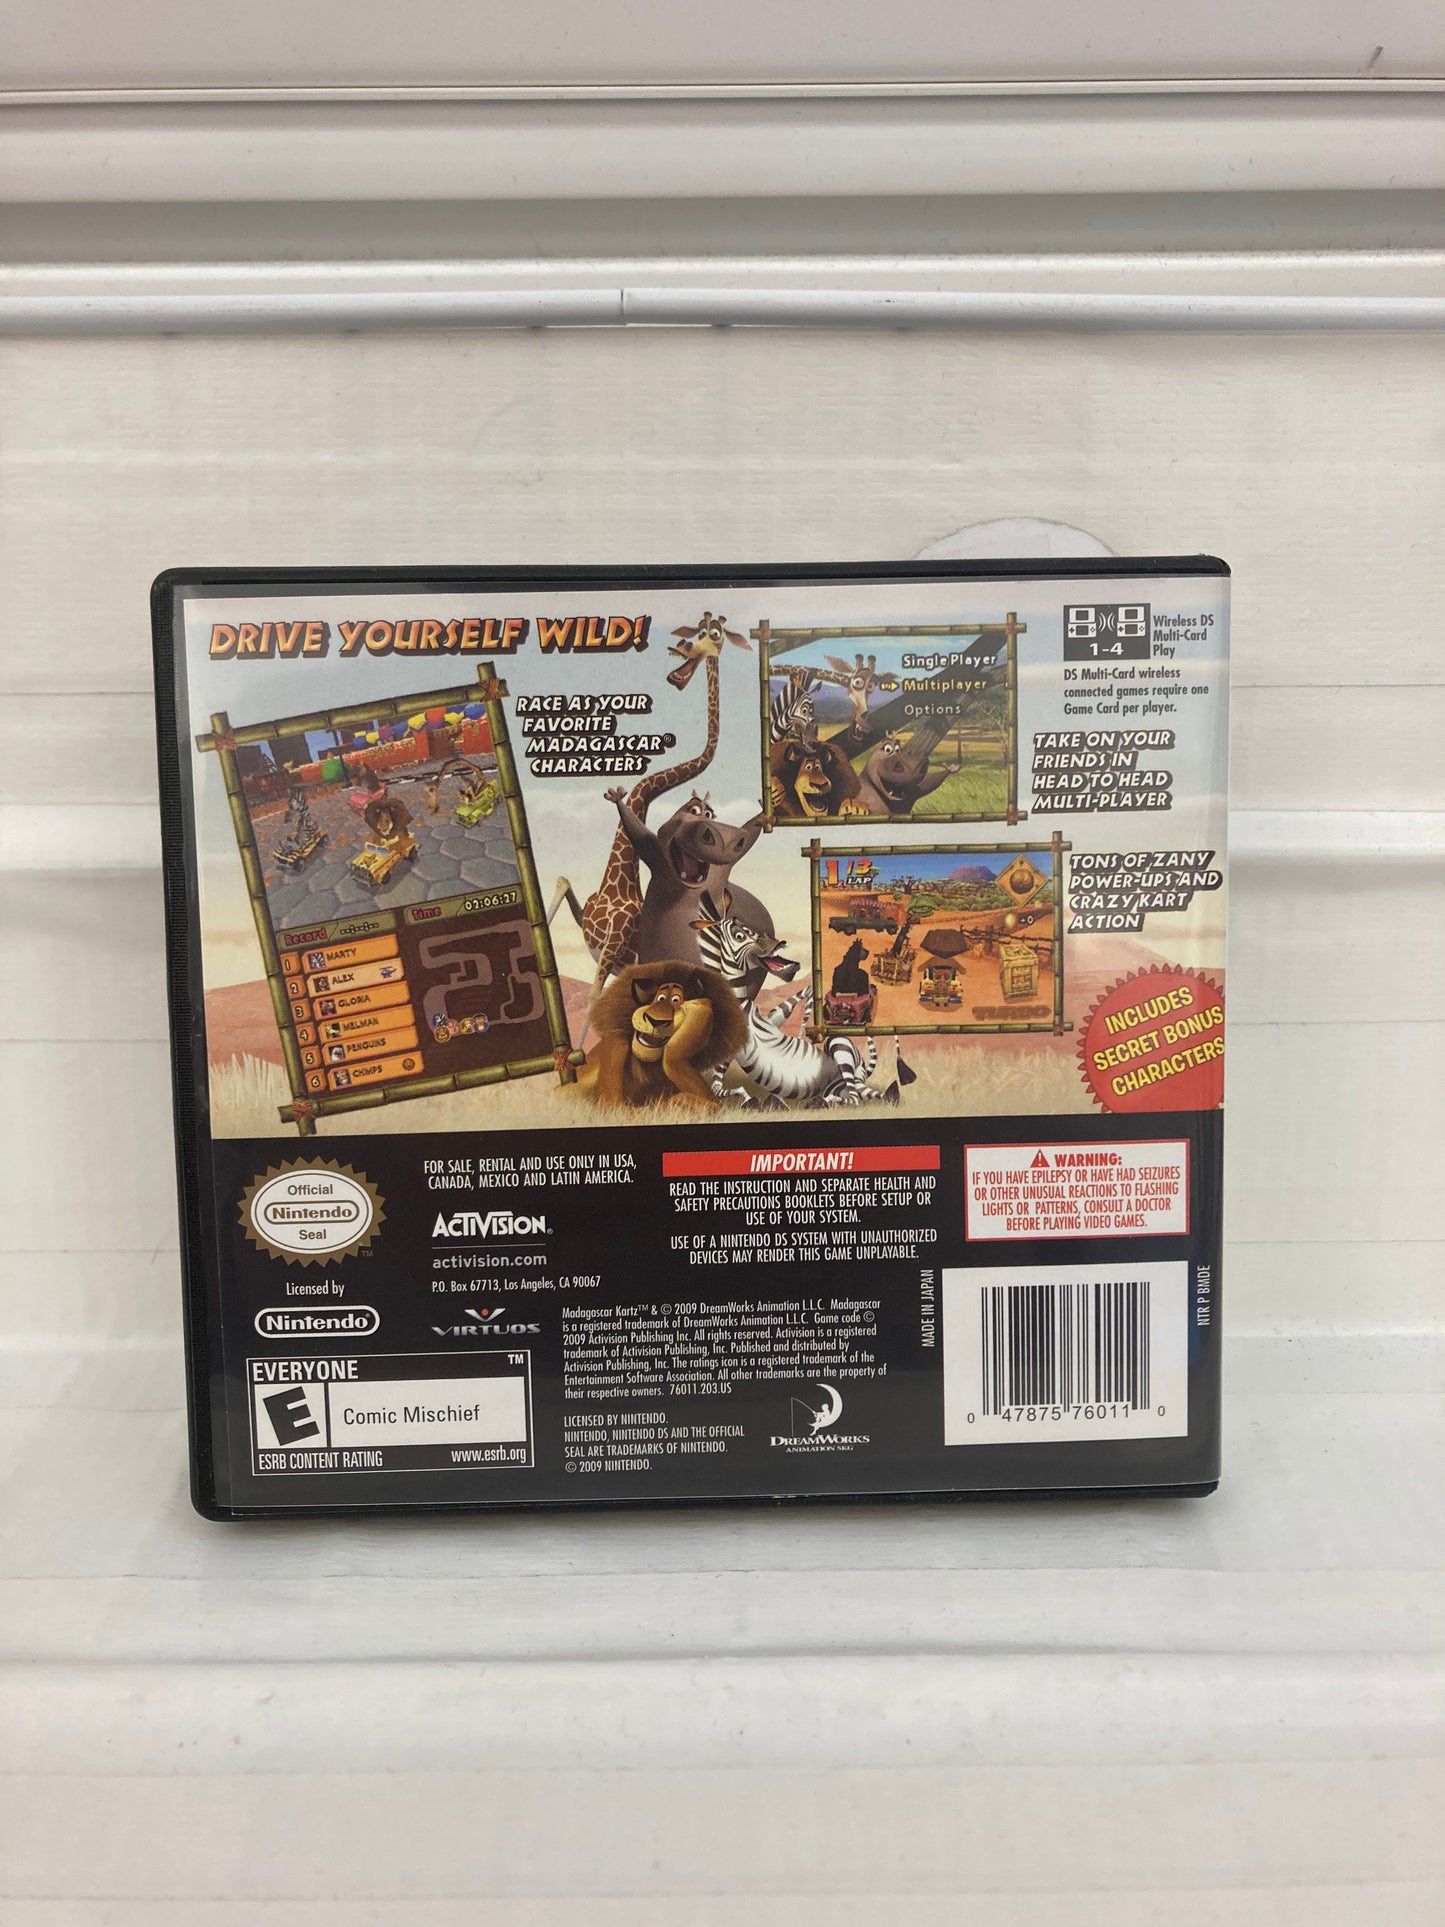 DRIVE YOURSELF WILD!
RACE AS YOUR
FAVORITE
MADAGASCAR®
CHARACTERS
Record --:--:--
Time 02:06:27
1 MARTY
2 ALEX
3 GLORIA
4 MELMAN
5 PENGUINS
6 CHIMPS
Single Player
Multiplayer
Options
1-4
Wireless DS
Multi-Card
Play
DS Multi-Card wireless
connected games require one
Game Card per player.
TAKE ON YOUR
FRIENDS IN
HEAD TO HEAD
MULTI-PLAYER
1/3
LAP
TURBO
TONS OF ZANY
POWER-UPS AND
CRAZY KART
ACTION
INCLUDES
SECRET BONUS
CHARACTERS
Official
Nintendo
Seal
TM
Licensed by
Nintendo®
FOR SALE, RENTAL AND USE ONLY IN USA,
CANADA, MEXICO AND LATIN AMERICA.
ACTIVISION®
activision.com
P.O. Box 67713, Los Angeles, CA 90067
VIRTUOS
EVERYONE TM
E
Comic Mischief
ESRB CONTENT RATING www.esrb.org
IMPORTANT!
READ THE INSTRUCTION AND SEPARATE HEALTH AND
SAFETY PRECAUTIONS BOOKLETS BEFORE SETUP OR
USE OF YOUR SYSTEM.
USE OF A NINTENDO DS SYSTEM WITH UNAUTHORIZED
DEVICES MAY RENDER THIS GAME UNPLAYABLE.
Madagascar Kartz™ & © 2009 DreamWorks Animation L.L.C. Madagascar
is a registered trademark of DreamWorks Animation L.L.C. Game code ©
2009 Activision Publishing Inc. All rights reserved. Activision is a registered
trademark of Activision Publishing, Inc. Published and distributed by
Activision Publishing, Inc. The ratings icon is a registered trademark of the
Entertainment Software Association. All other trademarks are the property of
their respective owners. 76011.203.US
LICENSED BY NINTENDO.
NINTENDO, NINTENDO DS AND THE OFFICIAL
SEAL ARE TRADEMARKS OF NINTENDO.
© 2009 NINTENDO.
DREAMWORKS
ANIMATION SKG
WARNING:
IF YOU HAVE EPILEPSY OR HAVE HAD SEIZURES
OR OTHER UNUSUAL REACTIONS TO FLASHING
LIGHTS OR PATTERNS, CONSULT A DOCTOR
BEFORE PLAYING VIDEO GAMES.
MADE IN JAPAN
0 47875 76011 0
NTR P BMDE